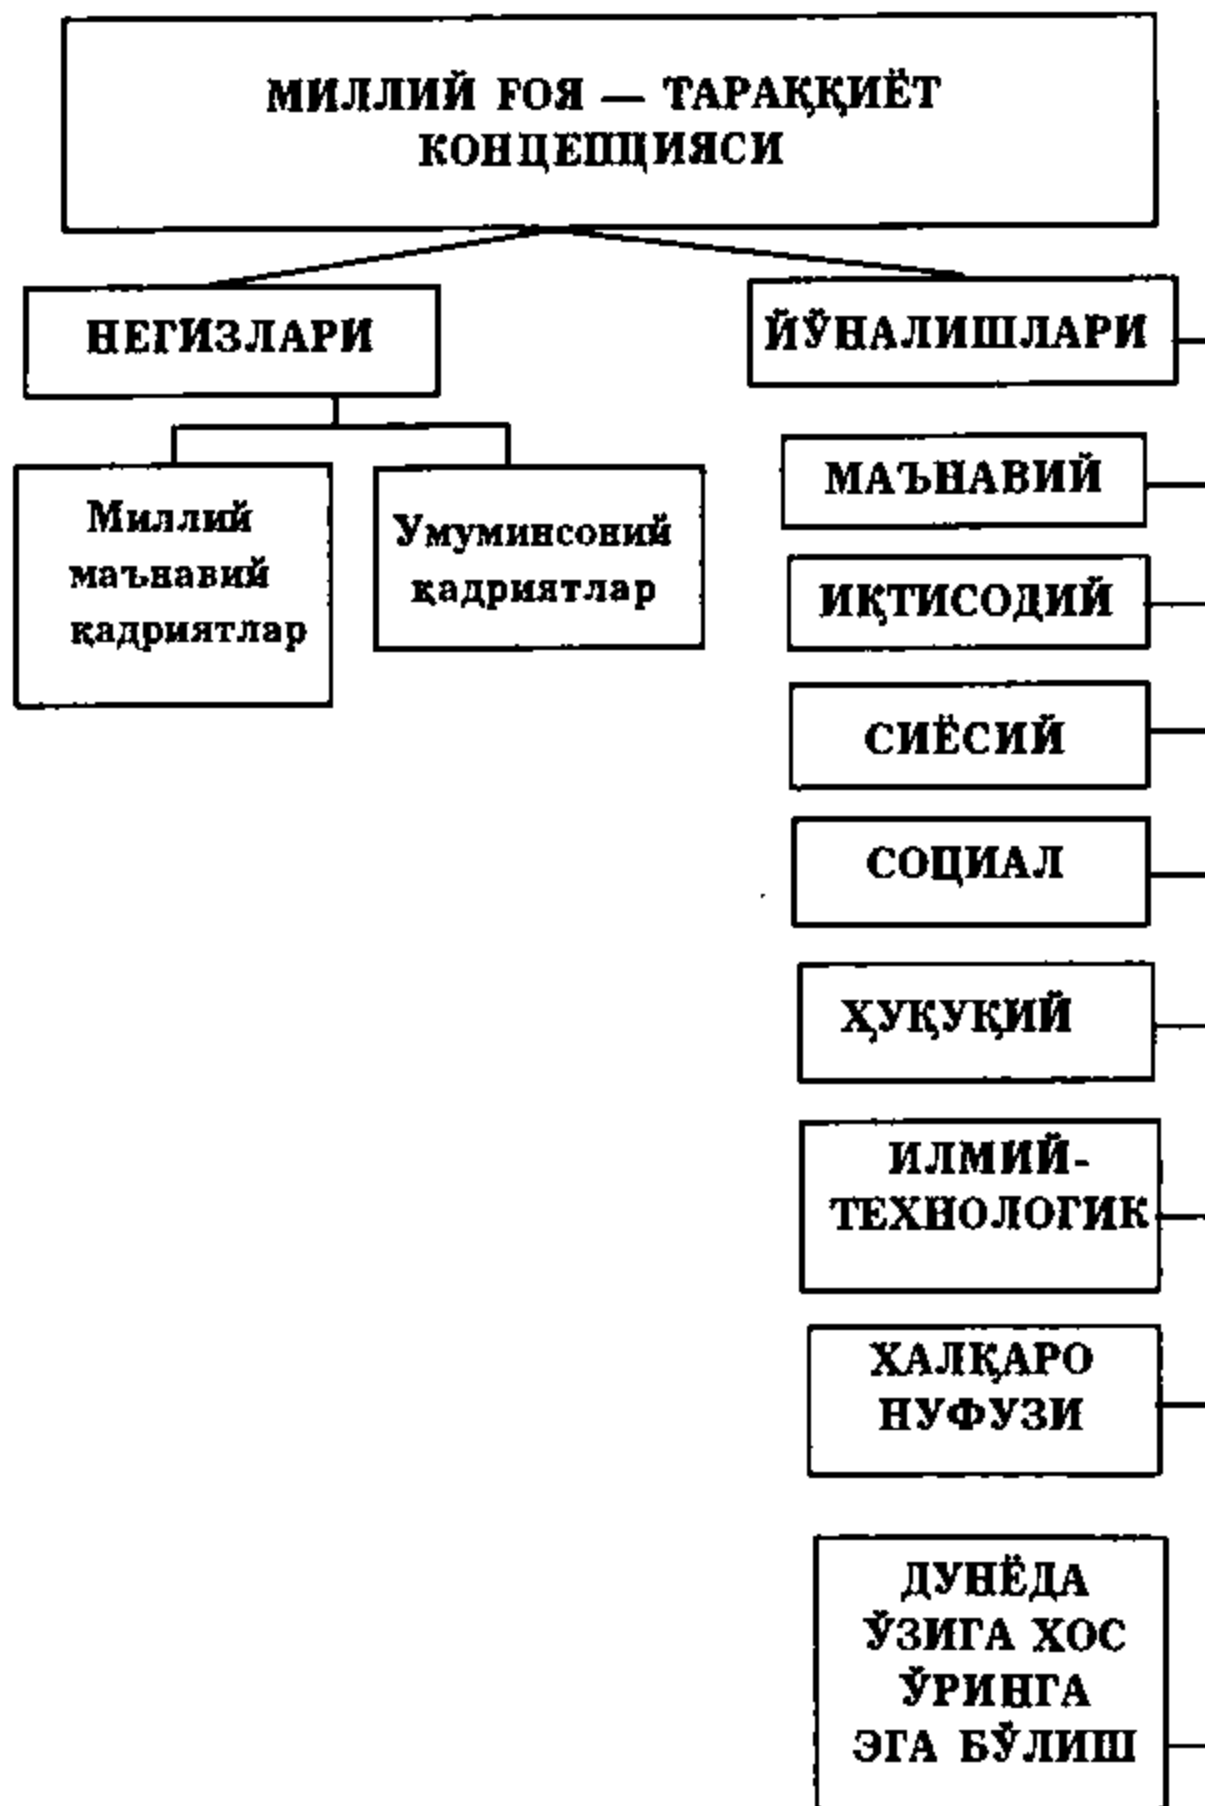 МИЛЛИЙ ҒОЯ — ТАРАҚҚИЁТ
КОНЦЕПЦИЯСИ
НЕГИЗЛАРИ
Миллий
маънавий
қадриятлар
Умуминсоний
қадриятлар
ЙЎНАЛИШЛАРИ
МАЪНАВИЙ
ИҚТИСОДИЙ
СИЁСИЙ
СОЦИАЛ
ҲУҚУҚИЙ
ИЛМИЙ-
ТЕХНОЛОГИК
ХАЛҚАРО
НУФУЗИ
ДУНЁДА
ЎЗИГА ХОС
ЎРИНГА
ЭГА БЎЛИШ